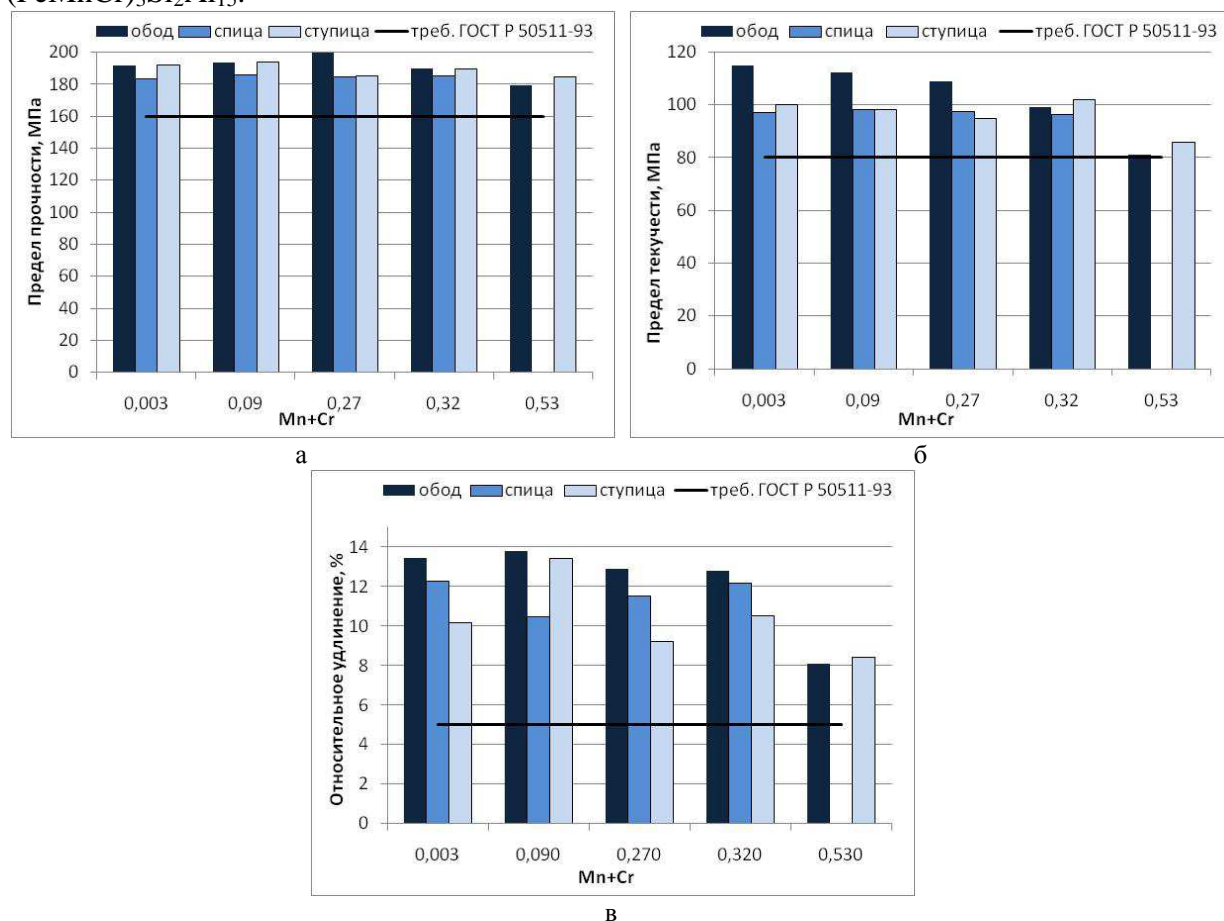 (FeMnCr)₃Si₂Al₁₅.
обод спица ступица треб. ГОСТ Р 50511-93
200
180
160
140
120
100
80
60
40
20
0
Предел прочности, МПа
0,003 0,09 0,27 0,32 0,53
Mn+Cr
а
обод спица ступица треб. ГОСТ Р 50511-93
120
100
80
60
40
20
0
Предел текучести, МПа
0,003 0,09 0,27 0,32 0,53
Mn+Cr
б
обод спица ступица треб. ГОСТ Р 50511-93
14
12
10
8
6
4
2
0
Относительное удлинение, %
0,003 0,090 0,270 0,320 0,530
Mn+Cr
в